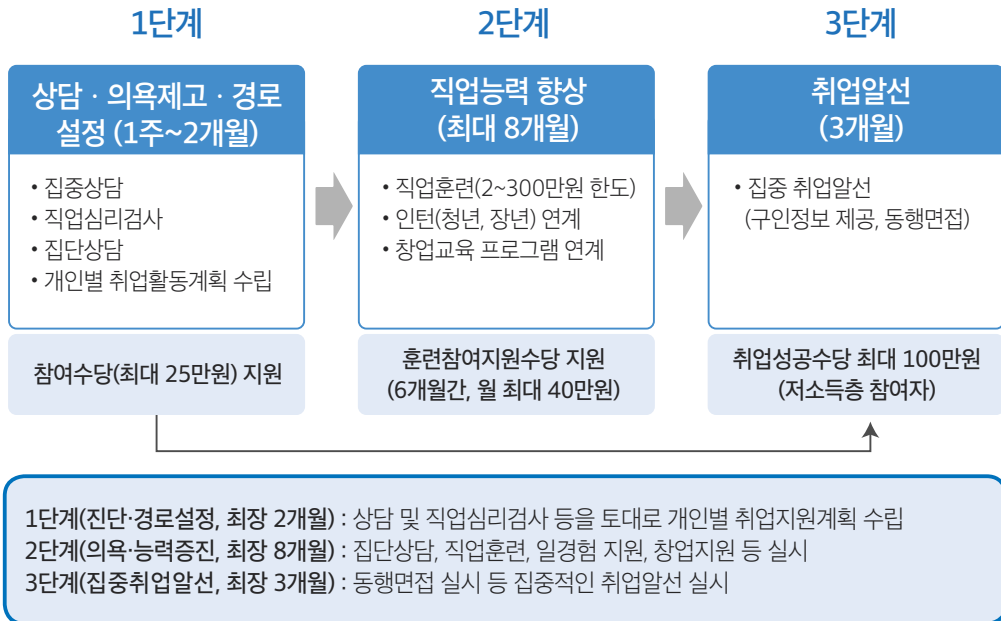 1단계
2단계
3단계
상담 · 의욕제고 · 경로
설정 (1주~2개월)
• 집중상담
• 직업심리검사
• 집단상담
• 개인별 취업활동계획 수립
참여수당(최대 25만원) 지원
직업능력 향상
(최대 8개월)
• 직업훈련(2~300만원 한도)
• 인턴(청년, 장년) 연계
• 창업교육 프로그램 연계
훈련참여지원수당 지원
(6개월간, 월 최대 40만원)
취업알선
(3개월)
• 집중 취업알선
(구인정보 제공, 동행면접)
취업성공수당 최대 100만원
(저소득층 참여자)
1단계(진단·경로설정, 최장 2개월) : 상담 및 직업심리검사 등을 토대로 개인별 취업지원계획 수립
2단계(의욕·능력증진, 최장 8개월) : 집단상담, 직업훈련, 일경험 지원, 창업지원 등 실시
3단계(집중취업알선, 최장 3개월) : 동행면접 실시 등 집중적인 취업알선 실시